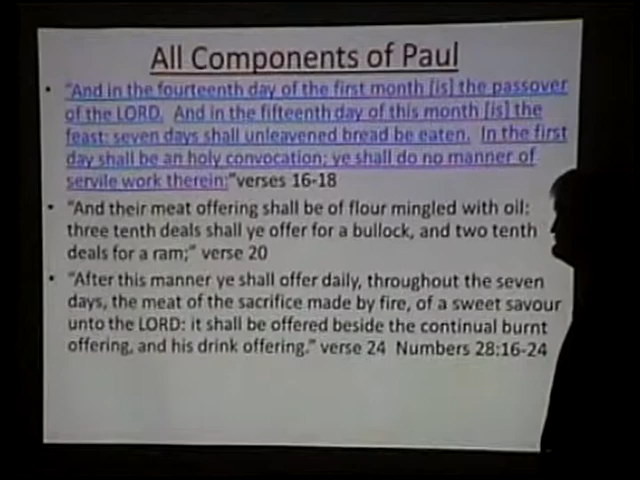 All Components of Paul
• "And in the fourteenth day of the first month [is] the passover
of the LORD. And in the fifteenth day of this month [is] the
feast: seven days shall unleavened bread be eaten. In the first
day shall be an holy convocation; ye shall do no manner of
servile work therein:"verses 16-18
• "And their meat offering shall be of flour mingled with oil:
three tenth deals shall ye offer for a bullock, and two tenth
deals for a ram;" verse 20
• "After this manner ye shall offer daily, throughout the seven
days, the meat of the sacrifice made by fire, of a sweet savour
unto the LORD: it shall be offered beside the continual burnt
offering, and his drink offering." verse 24 Numbers 28:16-24